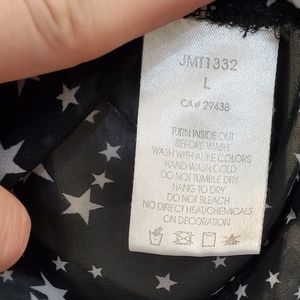 JMT1332
L
CA# 29438
TURN INSIDE OUT
BEFORE WASH
WASH WITH ALIKE COLORS
HAND WASH COLD
DO NOT TUMBLE DRY
HANG TO DRY
DO NOT BLEACH
NO DIRECT HEAT/CHEMICALS
ON DECORATION